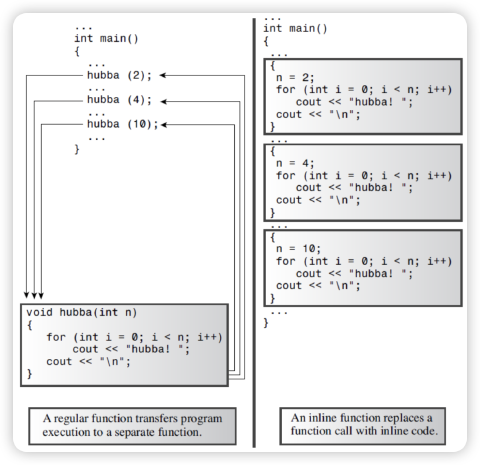 ...
int main()
{
...
hubba (2);
...
hubba (4);
...
hubba (10);
...
}
void hubba(int n)
{
for (int i = 0; i < n; i++)
cout << "hubba! ";
cout << "\n";
}
A regular function transfers program
execution to a separate function.
...
int main()
{
...
{
n = 2;
for (int i = 0; i < n; i++)
cout << "hubba! ";
cout << "\n";
}
...
{
n = 4;
for (int i = 0; i < n; i++)
cout << "hubba! ";
cout << "\n";
}
...
{
n = 10;
for (int i = 0; i < n; i++)
cout << "hubba! ";
cout << "\n";
}
...
}
An inline function replaces a
function call with inline code.